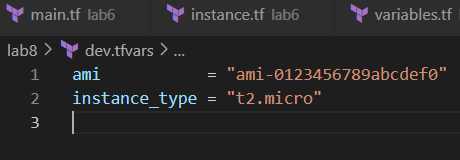 main.tf lab6 instance.tf lab6 variables.tf
lab8 > dev.tfvars > ...
1 ami = "ami-0123456789abcdef0"
2 instance_type = "t2.micro"
3